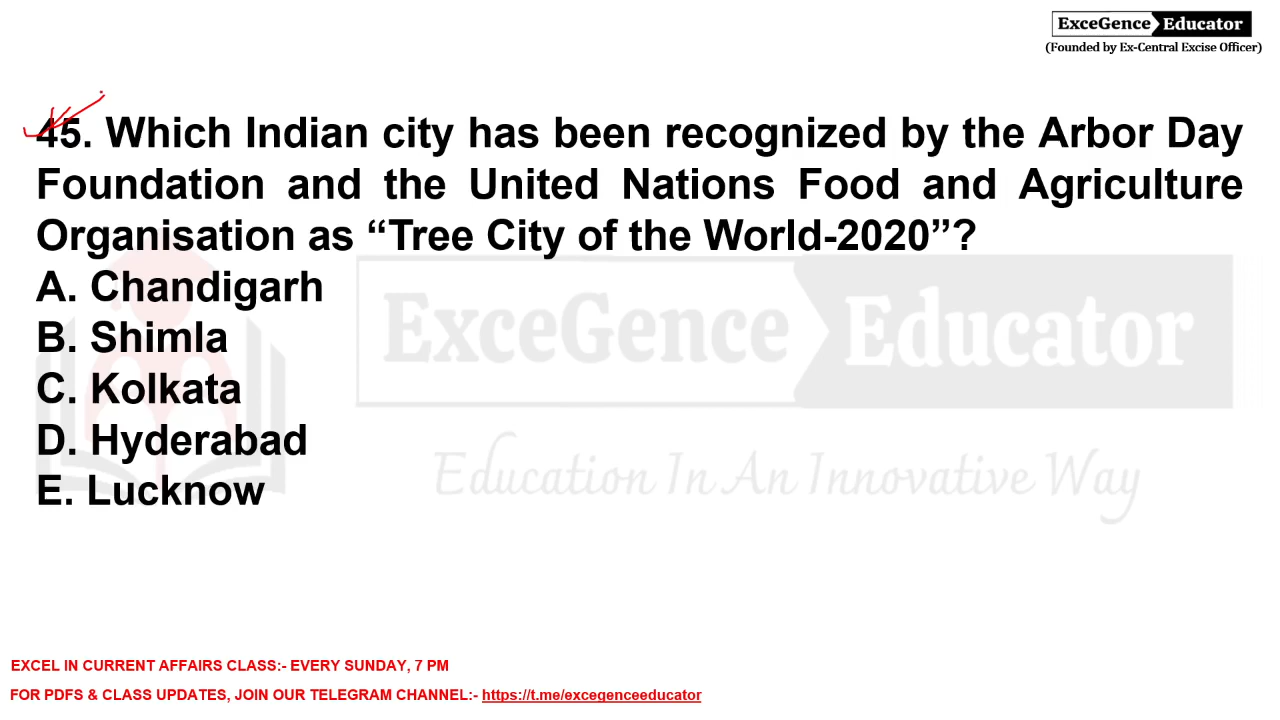 ExceGence Educator
(Founded by Ex-Central Excise Officer)
45. Which Indian city has been recognized by the Arbor Day
Foundation and the United Nations Food and Agriculture
Organisation as “Tree City of the World-2020”?
A. Chandigarh
B. Shimla
C. Kolkata
D. Hyderabad
E. Lucknow
ExceGence Educator
Education In An Innovative Way
EXCEL IN CURRENT AFFAIRS CLASS:- EVERY SUNDAY, 7 PM
FOR PDFS & CLASS UPDATES, JOIN OUR TELEGRAM CHANNEL:- https://t.me/excegenceeducator